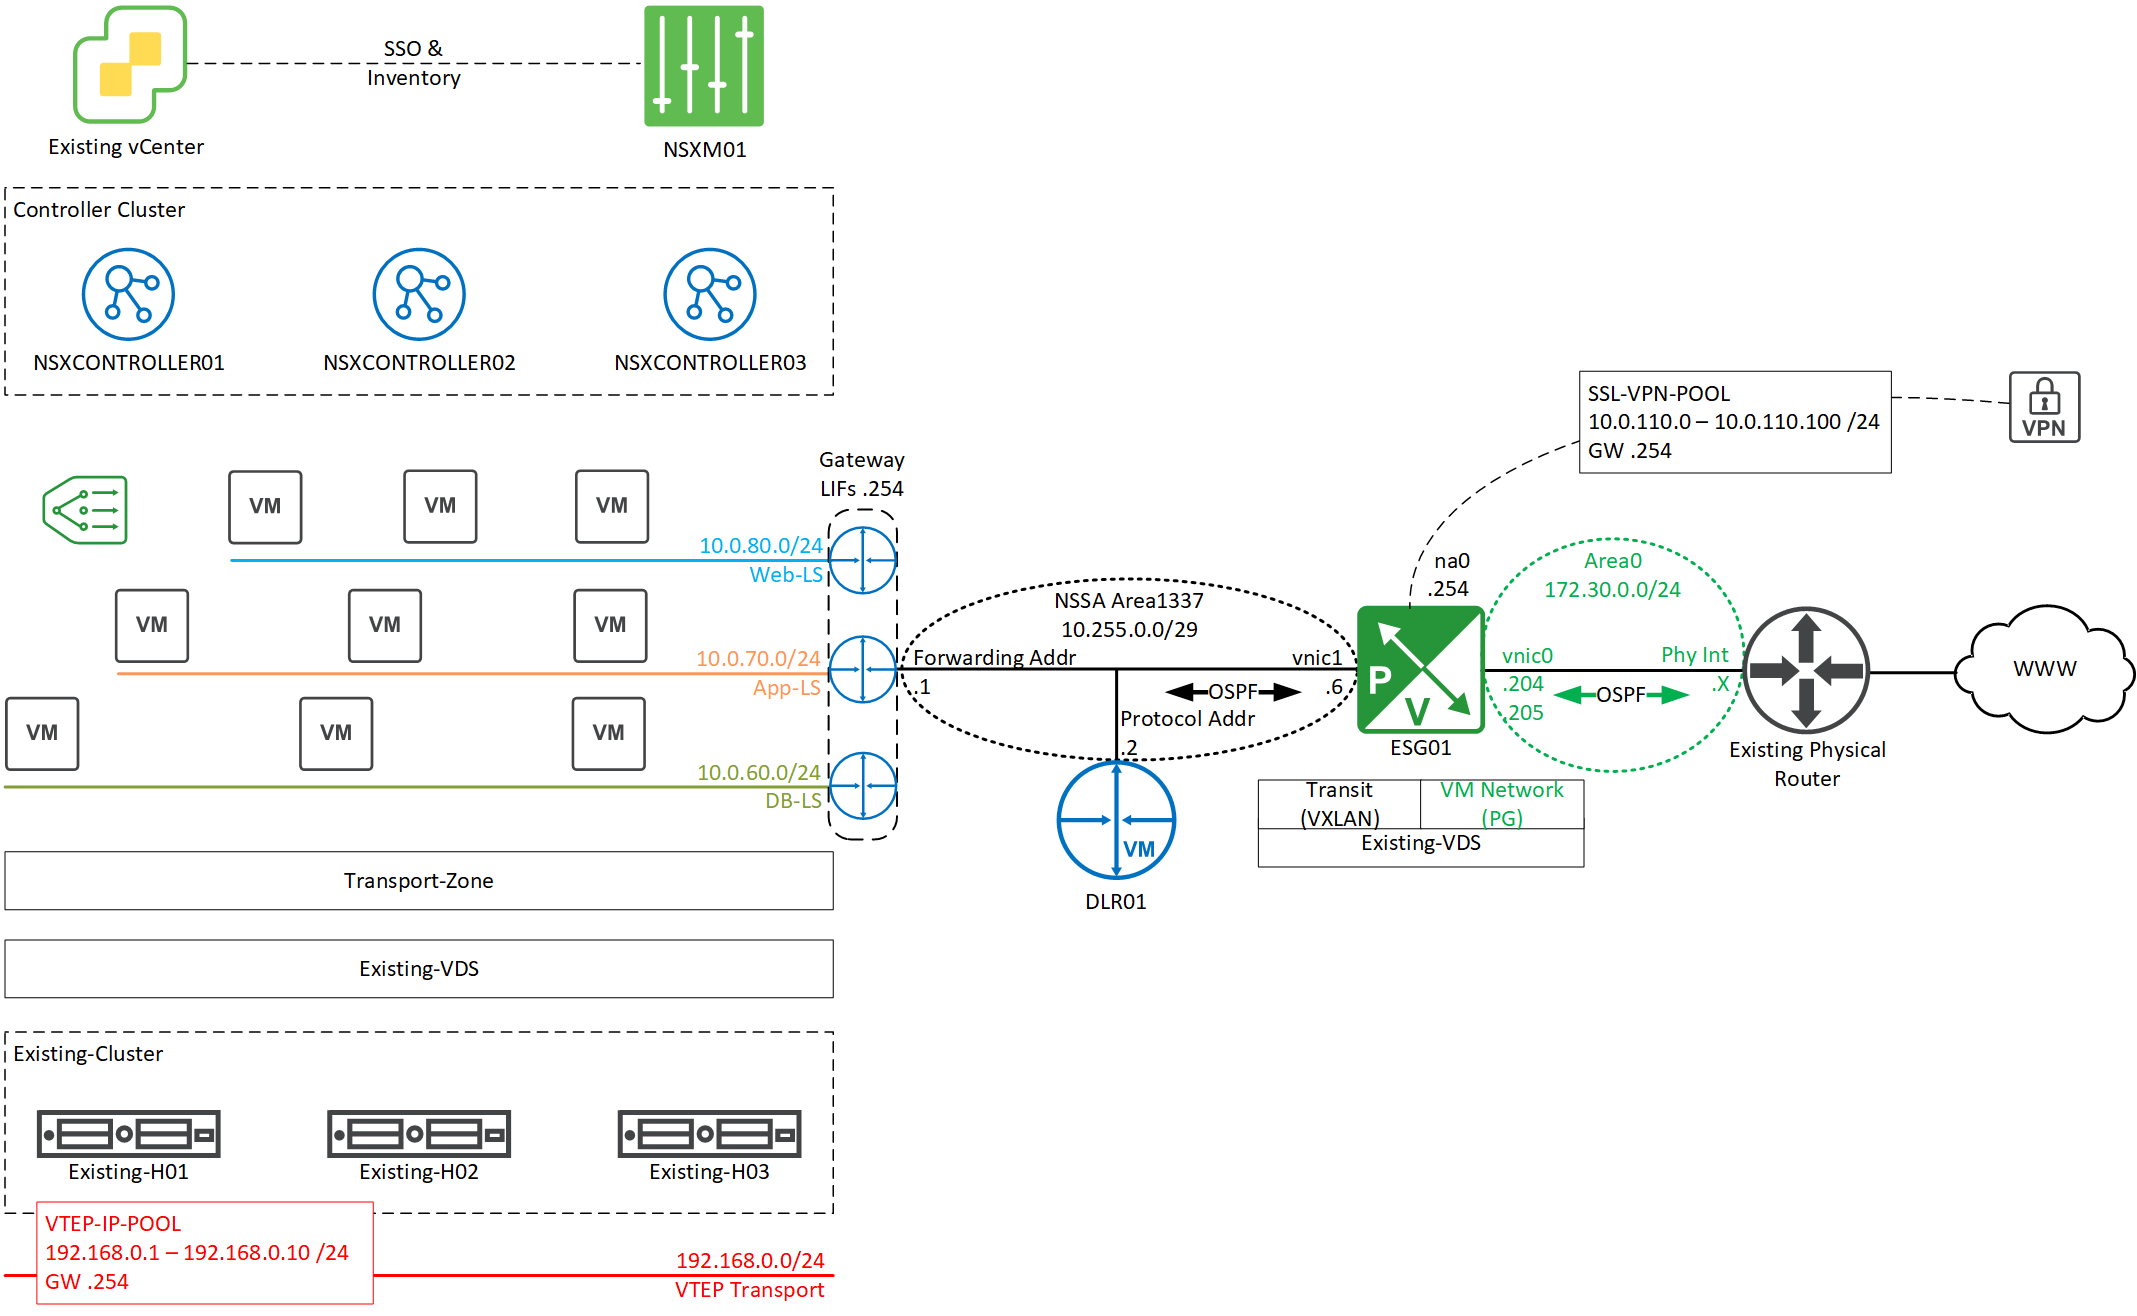 SSO &
Inventory
Existing vCenter
NSXM01
Controller Cluster
NSXCONTROLLER01
NSXCONTROLLER02
NSXCONTROLLER03
SSL-VPN-POOL
10.0.110.0 – 10.0.110.100 /24
GW .254
VPN
Gateway
LIFs .254
VM
VM
VM
10.0.80.0/24
Web-LS
VM
VM
VM
10.0.70.0/24
App-LS
VM
VM
VM
10.0.60.0/24
DB-LS
NSSA Area1337
10.255.0.0/29
Forwarding Addr
.1
vnic1
.6
OSPF
Protocol Addr
.2
VM
DLR01
na0
.254
P
V
ESG01
Area0
172.30.0.0/24
vnic0
.204
.205
Phy Int
.X
OSPF
Existing Physical
Router
WWW
Transit
(VXLAN)
VM Network
(PG)
Existing-VDS
Transport-Zone
Existing-VDS
Existing-Cluster
Existing-H01
Existing-H02
Existing-H03
VTEP-IP-POOL
192.168.0.1 – 192.168.0.10 /24
GW .254
192.168.0.0/24
VTEP Transport